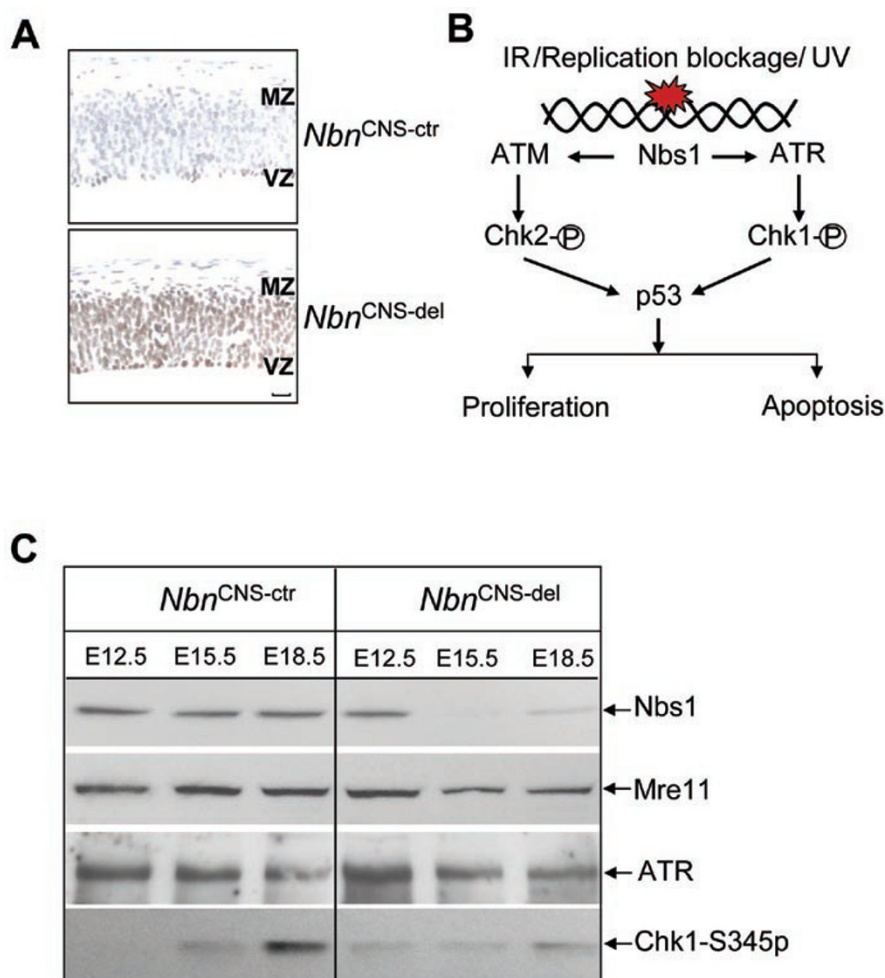 A
MZ
VZ
Nbn^CNS-ctr
MZ
VZ
Nbn^CNS-del
B
IR/Replication blockage/ UV
ATM Nbs1 ATR
Chk2-Ⓟ Chk1-Ⓟ
p53
Proliferation Apoptosis
C
Nbn^CNS-ctr Nbn^CNS-del
E12.5 E15.5 E18.5 E12.5 E15.5 E18.5
Nbs1
Mre11
ATR
Chk1-S345p